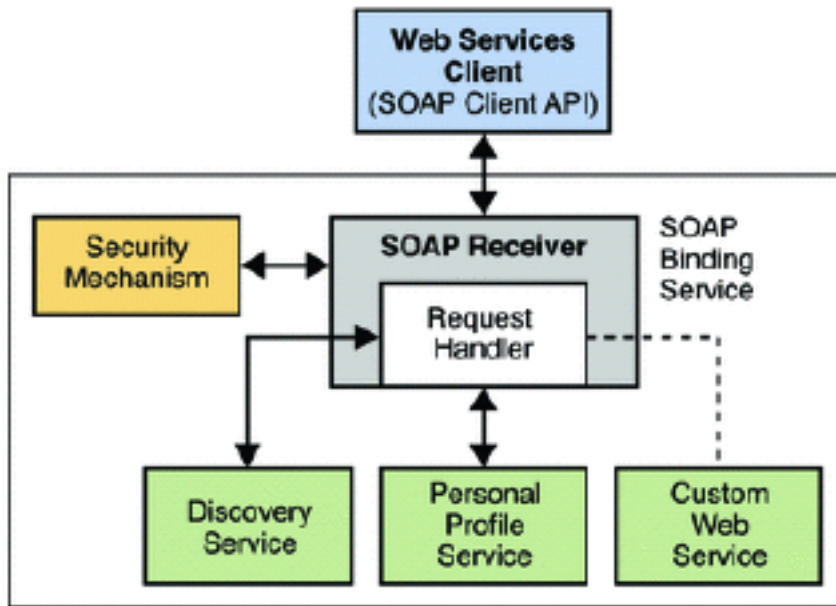 Web Services
Client
(SOAP Client API)
Security
Mechanism
SOAP Receiver
SOAP
Binding
Service
Request
Handler
Discovery
Service
Personal
Profile
Service
Custom
Web
Service